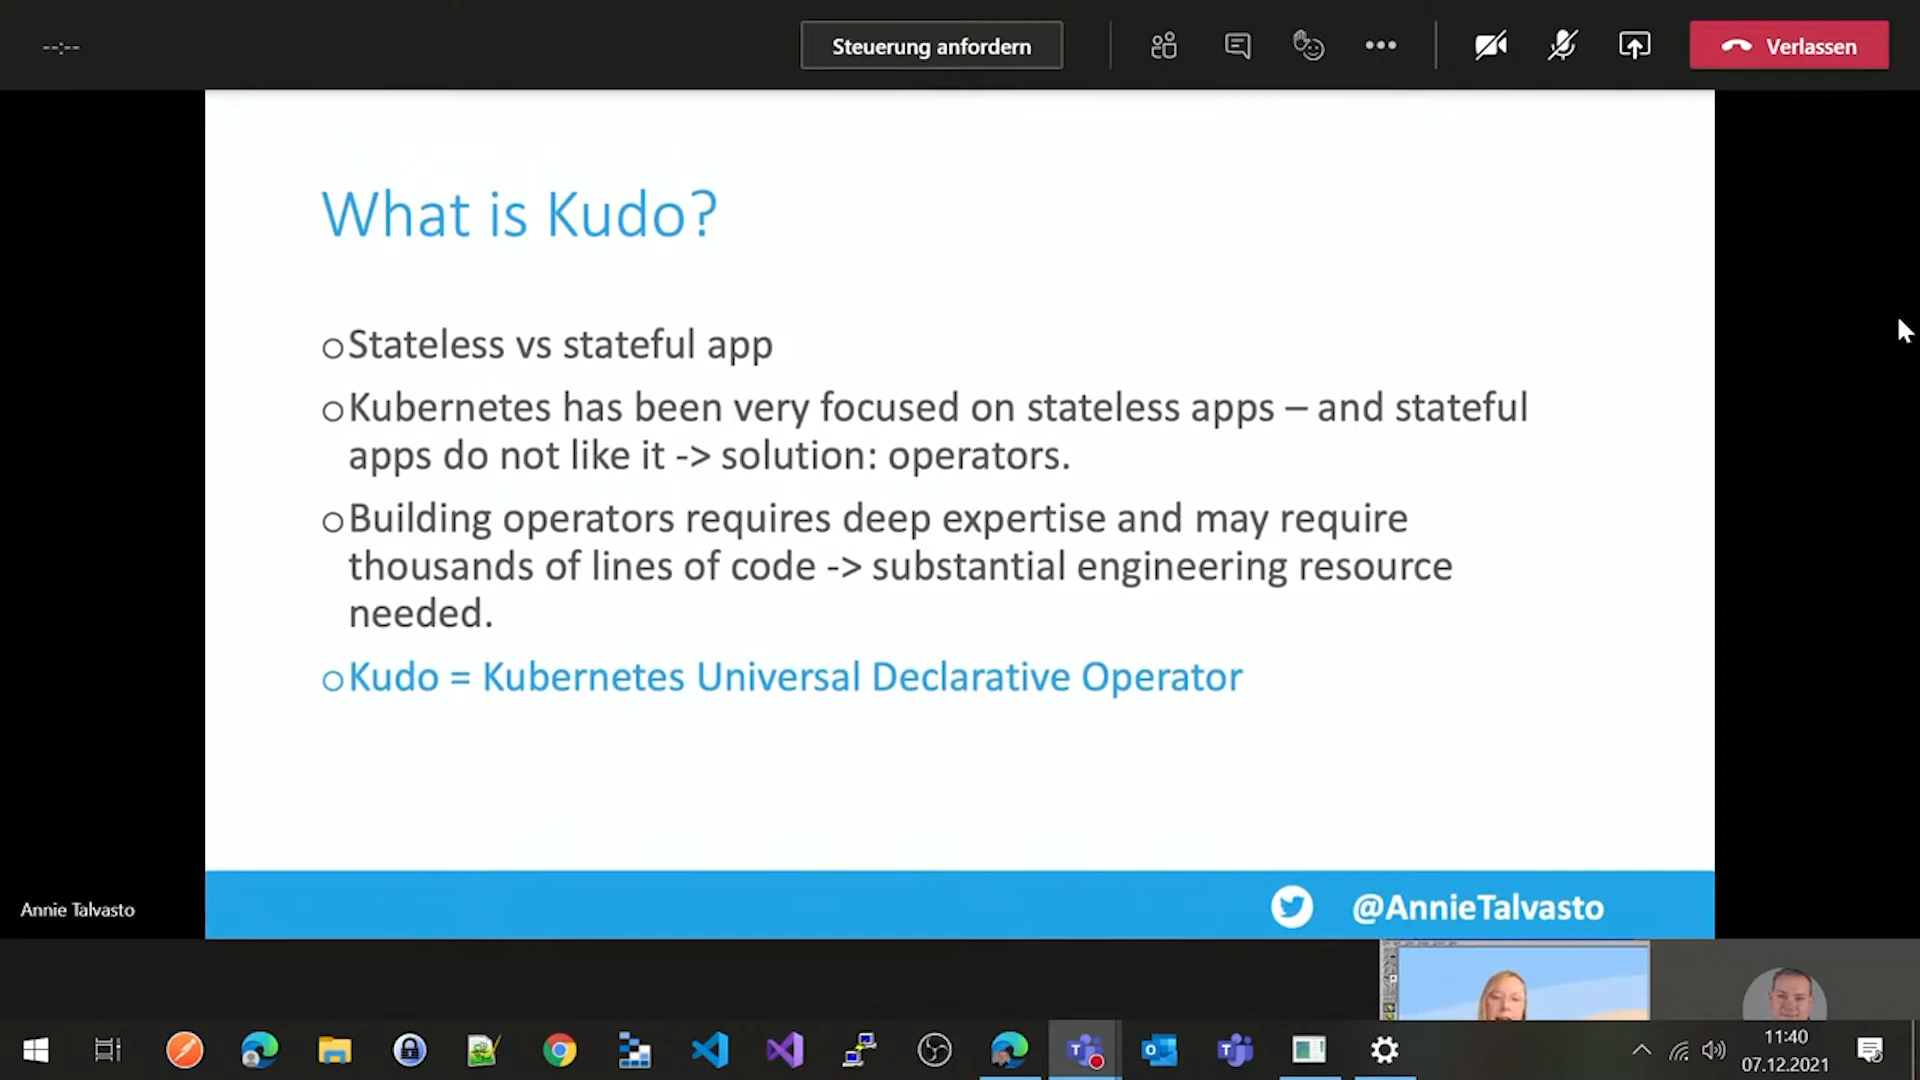 --:--
Steuerung anfordern
Verlassen
What is Kudo?
Stateless vs stateful app
Kubernetes has been very focused on stateless apps – and stateful
apps do not like it -> solution: operators.
Building operators requires deep expertise and may require
thousands of lines of code -> substantial engineering resource
needed.
Kudo = Kubernetes Universal Declarative Operator
Annie Talvasto
@AnnieTalvasto
11:40
07.12.2021